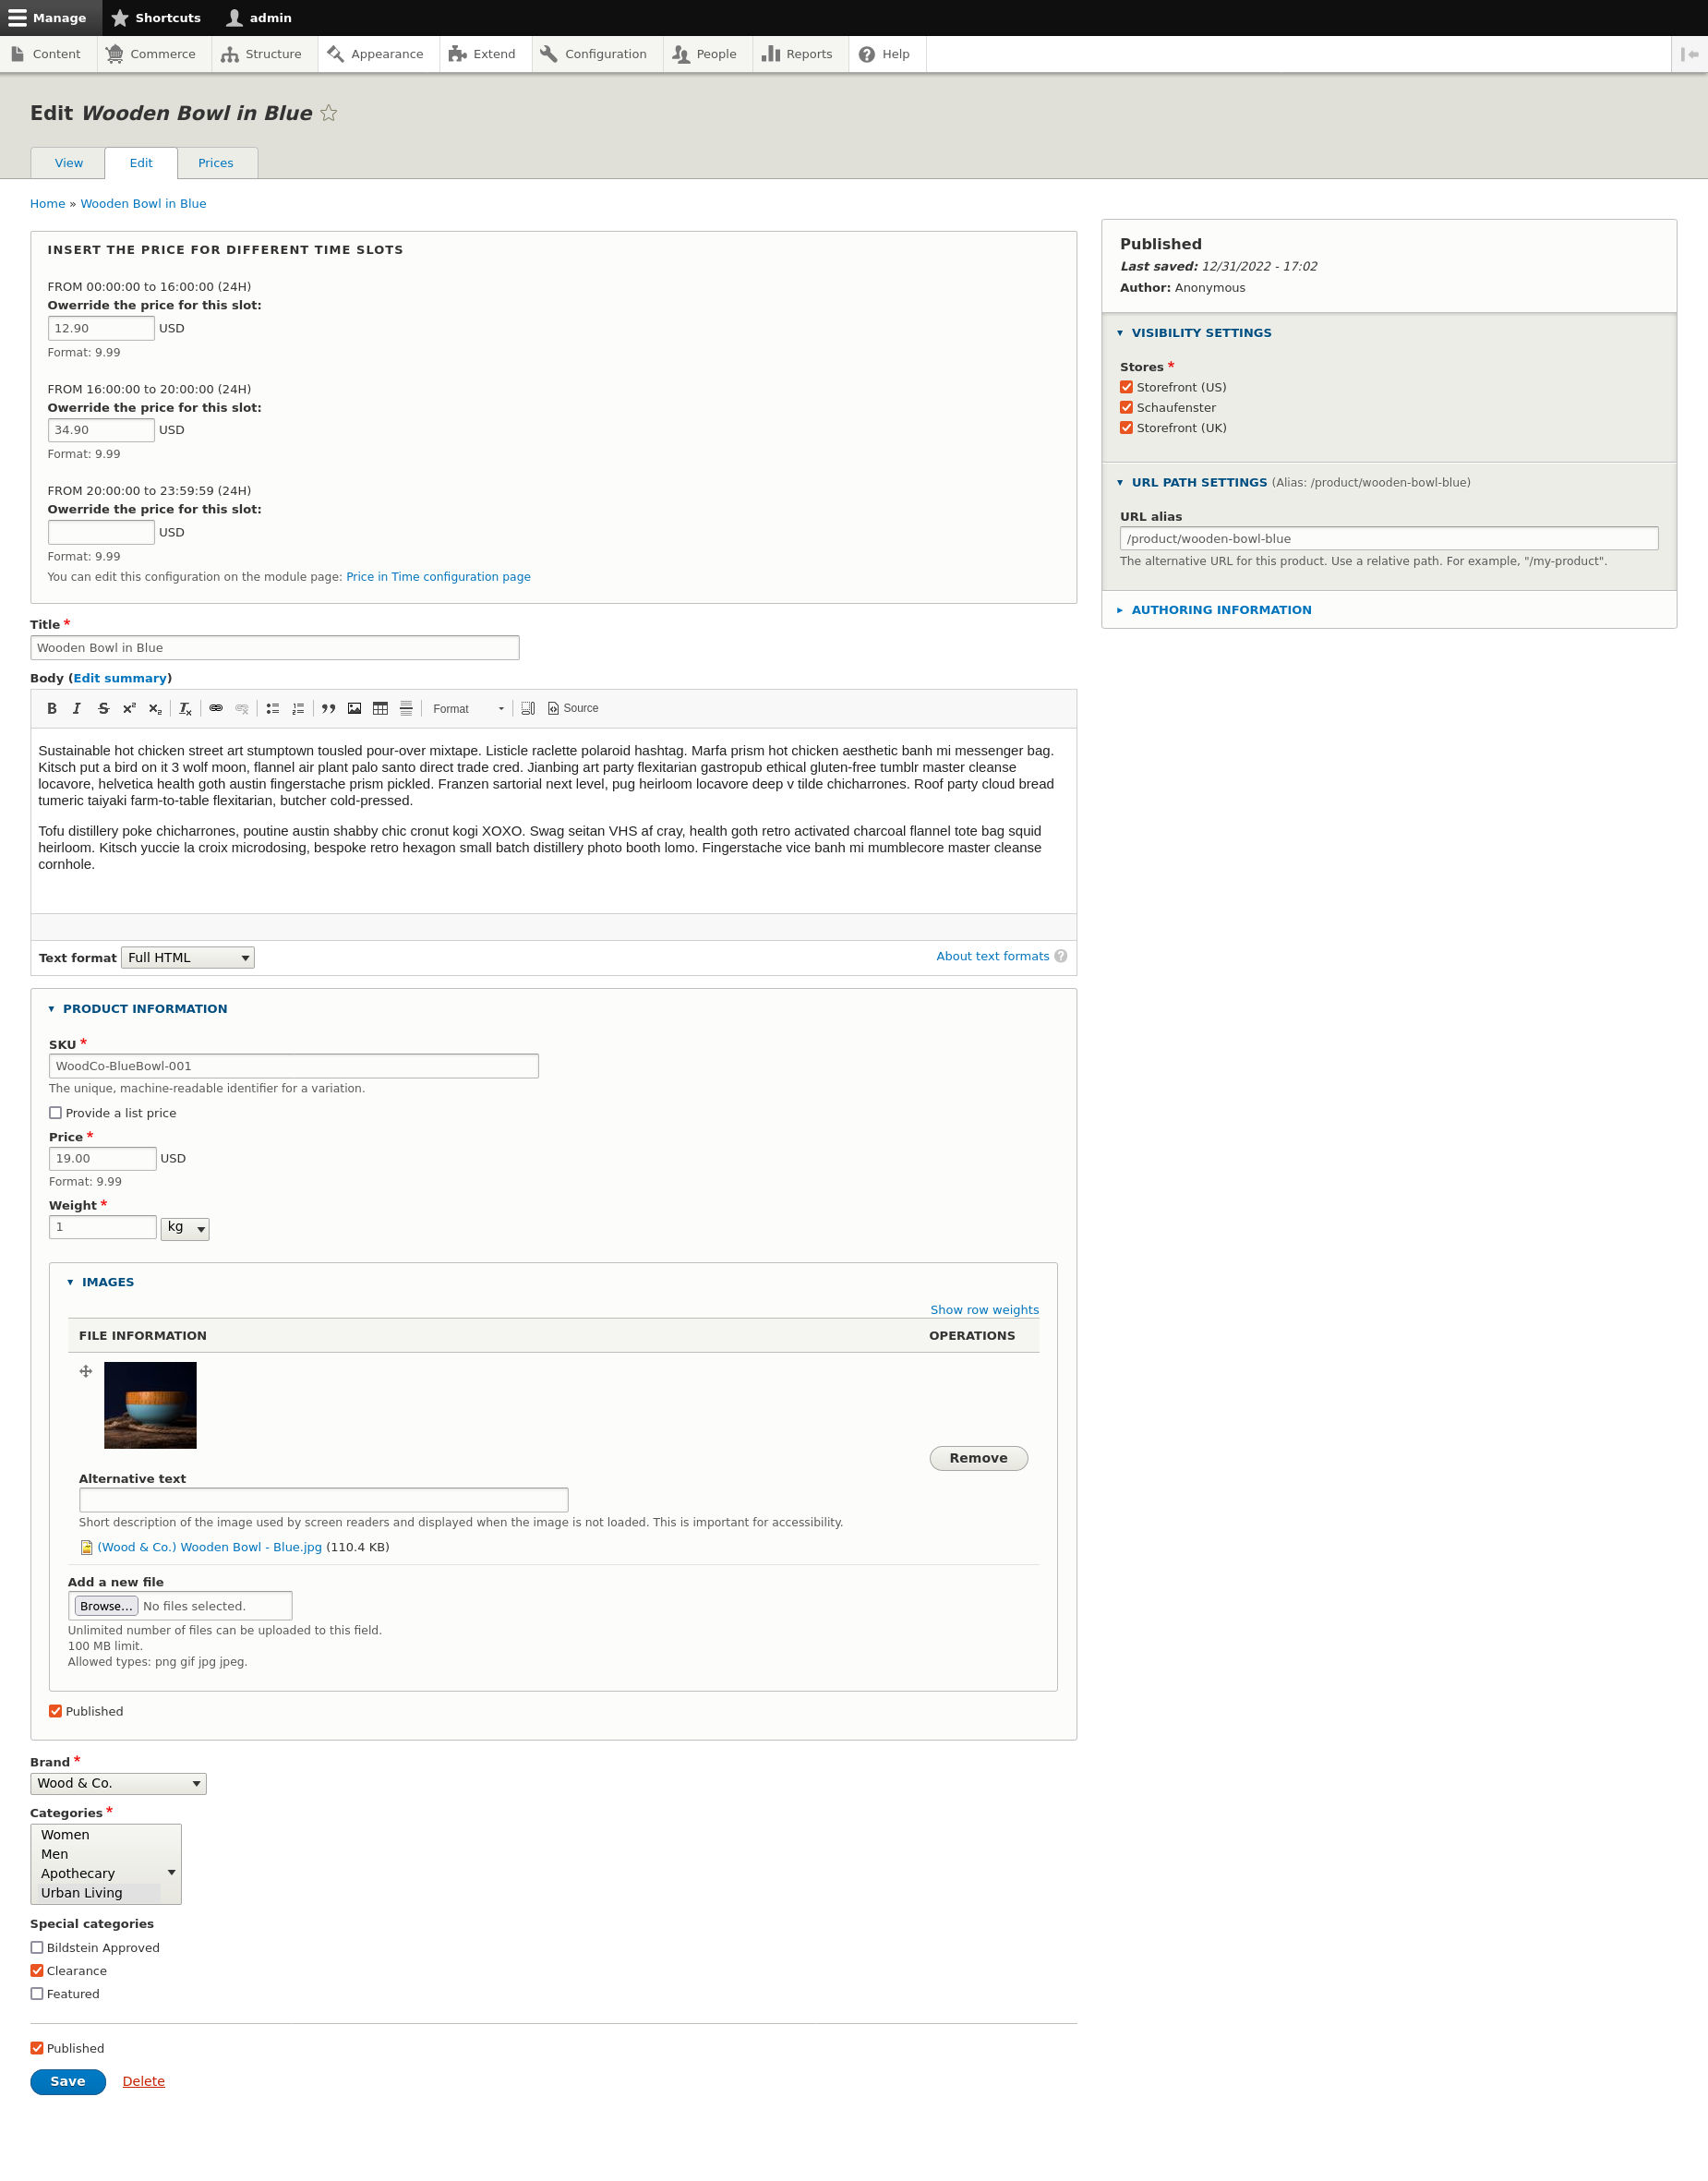 Manage Shortcuts admin
Content Commerce Structure Appearance Extend Configuration People Reports Help
Edit Wooden Bowl in Blue
View Edit Prices
Home » Wooden Bowl in Blue
INSERT THE PRICE FOR DIFFERENT TIME SLOTS
FROM 00:00:00 to 16:00:00 (24H)
Owerride the price for this slot:
12.90 USD
Format: 9.99
FROM 16:00:00 to 20:00:00 (24H)
Owerride the price for this slot:
34.90 USD
Format: 9.99
FROM 20:00:00 to 23:59:59 (24H)
Owerride the price for this slot:
USD
Format: 9.99
You can edit this configuration on the module page: Price in Time configuration page
Title *
Wooden Bowl in Blue
Body (Edit summary)
Format Source
Sustainable hot chicken street art stumptown tousled pour-over mixtape. Listicle raclette polaroid hashtag. Marfa prism hot chicken aesthetic banh mi messenger bag.
Kitsch put a bird on it 3 wolf moon, flannel air plant palo santo direct trade cred. Jianbing art party flexitarian gastropub ethical gluten-free tumblr master cleanse
locavore, helvetica health goth austin fingerstache prism pickled. Franzen sartorial next level, pug heirloom locavore deep v tilde chicharrones. Roof party cloud bread
tumeric taiyaki farm-to-table flexitarian, butcher cold-pressed.
Tofu distillery poke chicharrones, poutine austin shabby chic cronut kogi XOXO. Swag seitan VHS af cray, health goth retro activated charcoal flannel tote bag squid
heirloom. Kitsch yuccie la croix microdosing, bespoke retro hexagon small batch distillery photo booth lomo. Fingerstache vice banh mi mumblecore master cleanse
cornhole.
Text format Full HTML About text formats ?
PRODUCT INFORMATION
SKU *
WoodCo-BlueBowl-001
The unique, machine-readable identifier for a variation.
Provide a list price
Price *
19.00 USD
Format: 9.99
Weight *
1 kg
IMAGES
Show row weights
FILE INFORMATION OPERATIONS
Remove
Alternative text
Short description of the image used by screen readers and displayed when the image is not loaded. This is important for accessibility.
(Wood & Co.) Wooden Bowl - Blue.jpg (110.4 KB)
Add a new file
Browse... No files selected.
Unlimited number of files can be uploaded to this field.
100 MB limit.
Allowed types: png gif jpg jpeg.
Published
Brand *
Wood & Co.
Categories *
Women
Men
Apothecary
Urban Living
Special categories
Bildstein Approved
Clearance
Featured
Published
Save Delete
Published
Last saved: 12/31/2022 - 17:02
Author: Anonymous
VISIBILITY SETTINGS
Stores *
Storefront (US)
Schaufenster
Storefront (UK)
URL PATH SETTINGS (Alias: /product/wooden-bowl-blue)
URL alias
/product/wooden-bowl-blue
The alternative URL for this product. Use a relative path. For example, "/my-product".
AUTHORING INFORMATION